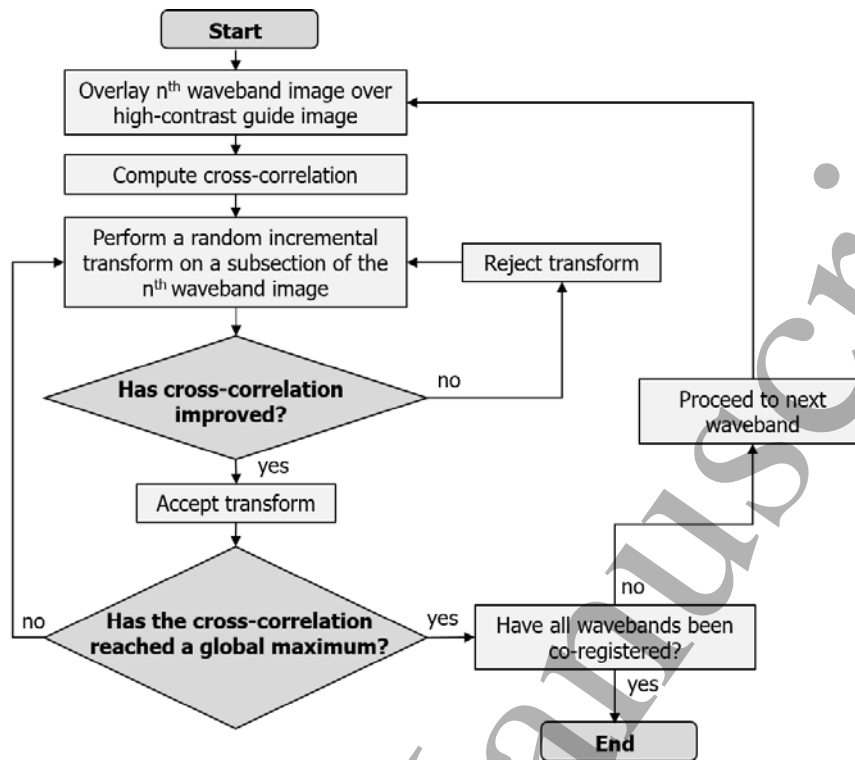 Start
Overlay nth waveband image over
high-contrast guide image
Compute cross-correlation
Perform a random incremental
transform on a subsection of the
nth waveband image
Reject transform
Has cross-correlation
improved?
no
yes
Proceed to next
waveband
Accept transform
Has the cross-correlation
reached a global maximum?
no
yes
Have all wavebands been
co-registered?
no
yes
End
anuscr